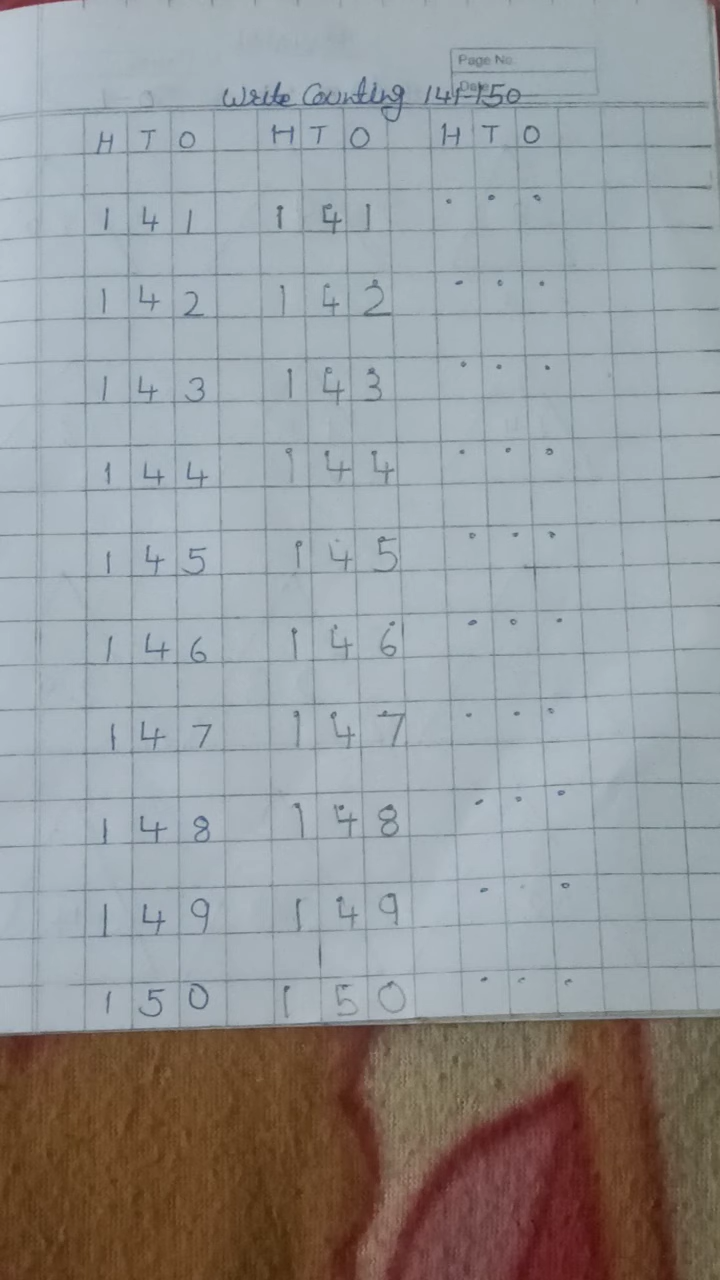 Page No.
Date
Write Counting 141-150
H T O H T O H T O
1 4 1 1 4 1 . . .
1 4 2 1 4 2 . . .
1 4 3 1 4 3 . . .
1 4 4 1 4 4 . . .
1 4 5 1 4 5 . . .
1 4 6 1 4 6 . . .
1 4 7 1 4 7 . . .
1 4 8 1 4 8 . . .
1 4 9 1 4 9 . . .
1 5 0 1 5 0 . . .